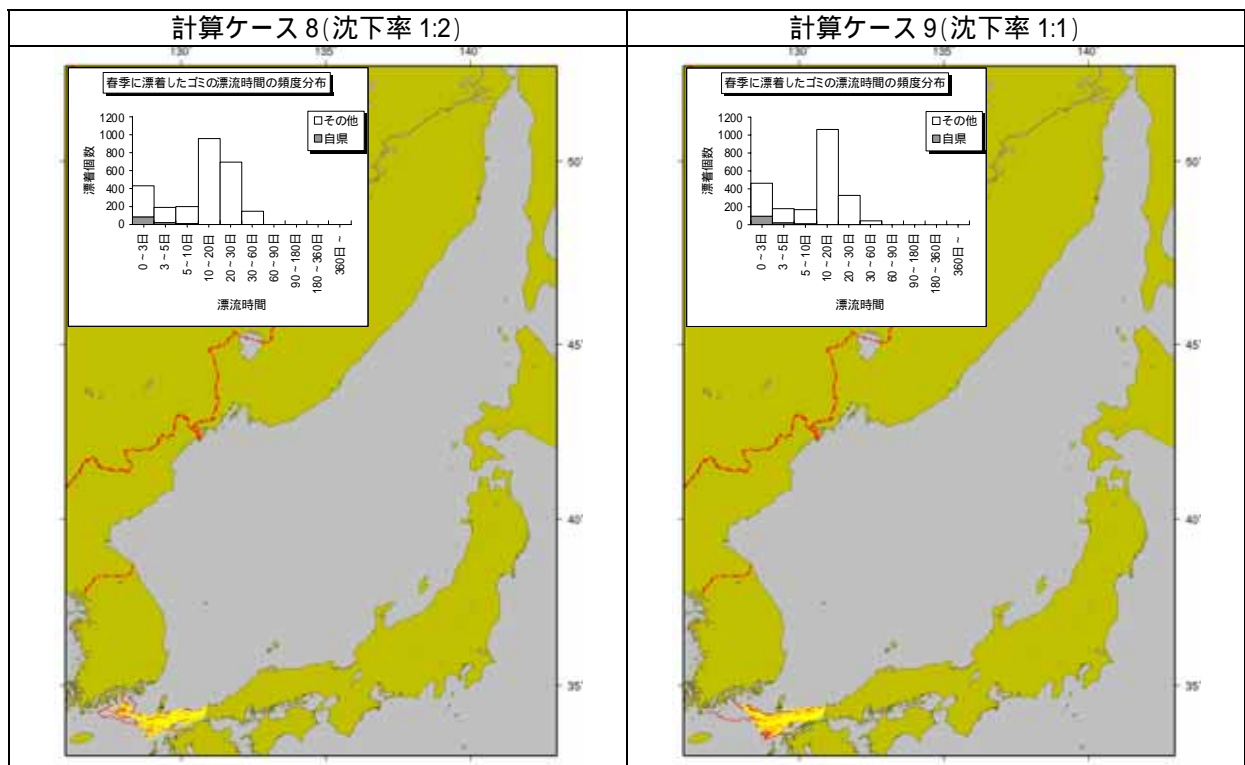 計算ケース 8(沈下率 1:2)
計算ケース 9(沈下率 1:1)
130°
140°
春季に漂着したゴミの漂流時間の頻度分布
1200
1000
800
600
400
200
0
漂着個数
□その他
■自県
0～3日
3～5日
5～10日
10～20日
20～30日
30～60日
60～90日
90～180日
180～360日
360日～
漂流時間
50°
45°
40°
35°
130°
140°
春季に漂着したゴミの漂流時間の頻度分布
1200
1000
800
600
400
200
0
漂着個数
□その他
■自県
0～3日
3～5日
5～10日
10～20日
20～30日
30～60日
60～90日
90～180日
180～360日
360日～
漂流時間
50°
45°
40°
35°